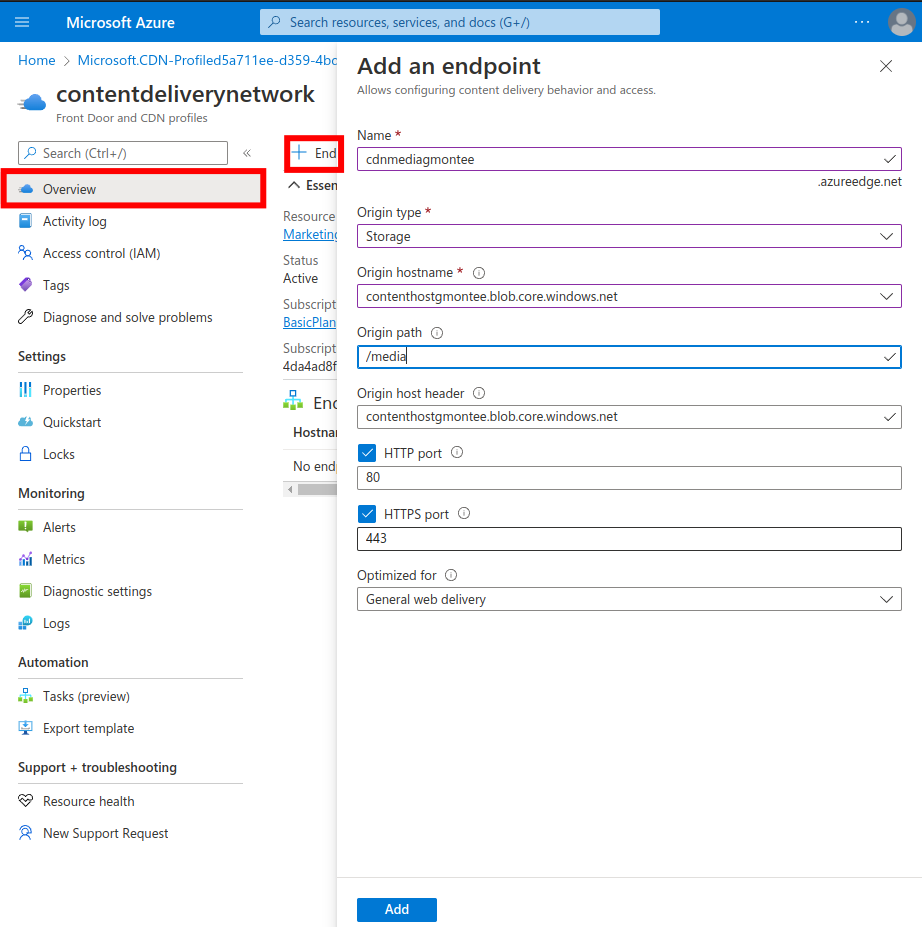 Microsoft Azure
Search resources, services, and docs (G+/)
Home > Microsoft.CDN-Profiled5a711ee-d359-4bd
contentdeliverynetwork
Front Door and CDN profiles
Search (Ctrl+/)
«
Overview
Activity log
Access control (IAM)
Tags
Diagnose and solve problems
Settings
Properties
Quickstart
Locks
Monitoring
Alerts
Metrics
Diagnostic settings
Logs
Automation
Tasks (preview)
Export template
Support + troubleshooting
Resource health
New Support Request
+ End
Essen
Resource
Marketing
Status
Active
Subscript
BasicPlan
Subscript
4da4ad8f
End
Hostnam
No endp
Add an endpoint
Allows configuring content delivery behavior and access.
Name *
cdnmediagmontee
.azureedge.net
Origin type *
Storage
Origin hostname *
contenthostgmontee.blob.core.windows.net
Origin path
/media
Origin host header
contenthostgmontee.blob.core.windows.net
HTTP port
80
HTTPS port
443
Optimized for
General web delivery
Add